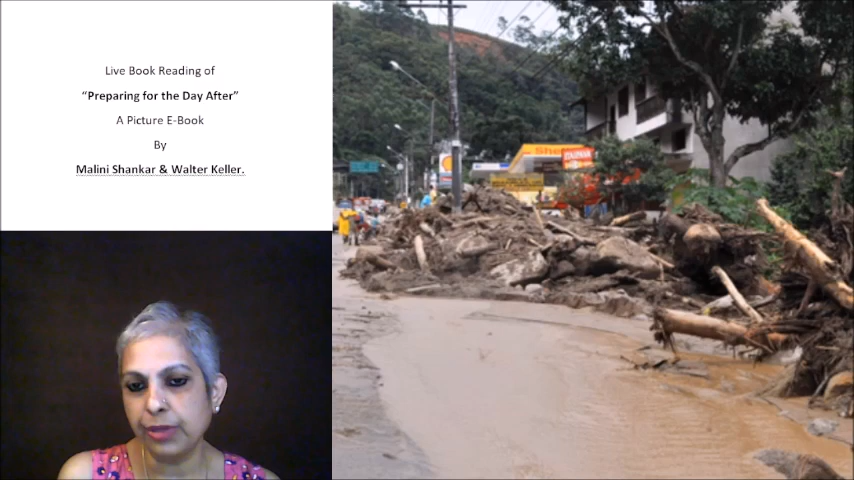 Live Book Reading of
“Preparing for the Day After”
A Picture E-Book
By
Malini Shankar & Walter Keller.
Shell